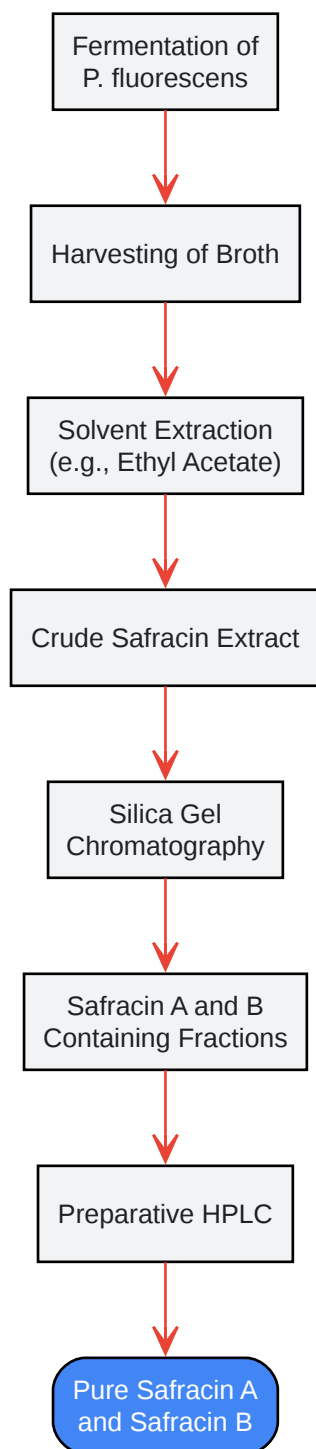 Fermentation of
P. fluorescens
Harvesting of Broth
Solvent Extraction
(e.g., Ethyl Acetate)
Crude Safracin Extract
Silica Gel
Chromatography
Safracin A and B
Containing Fractions
Preparative HPLC
Pure Safracin A
and Safracin B